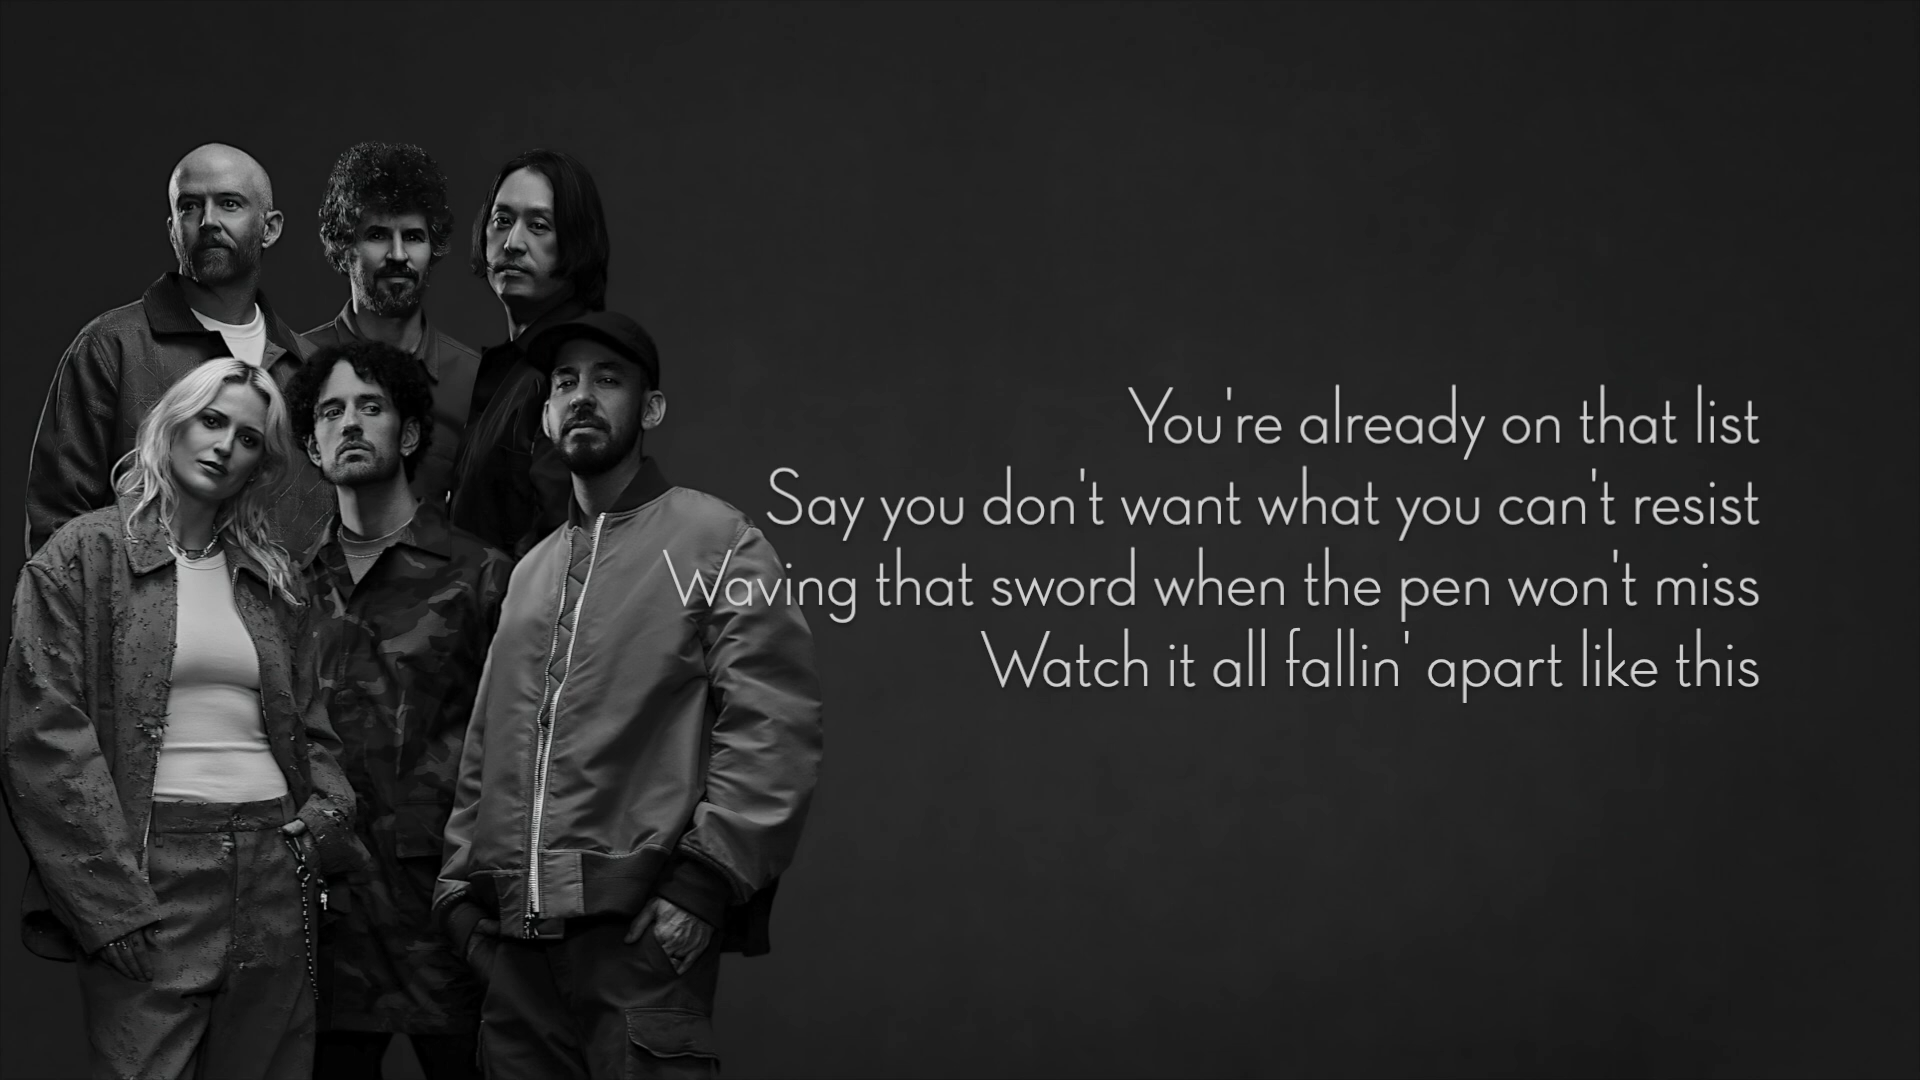 You're already on that list
Say you don't want what you can't resist
Waving that sword when the pen won't miss
Watch it all fallin' apart like this